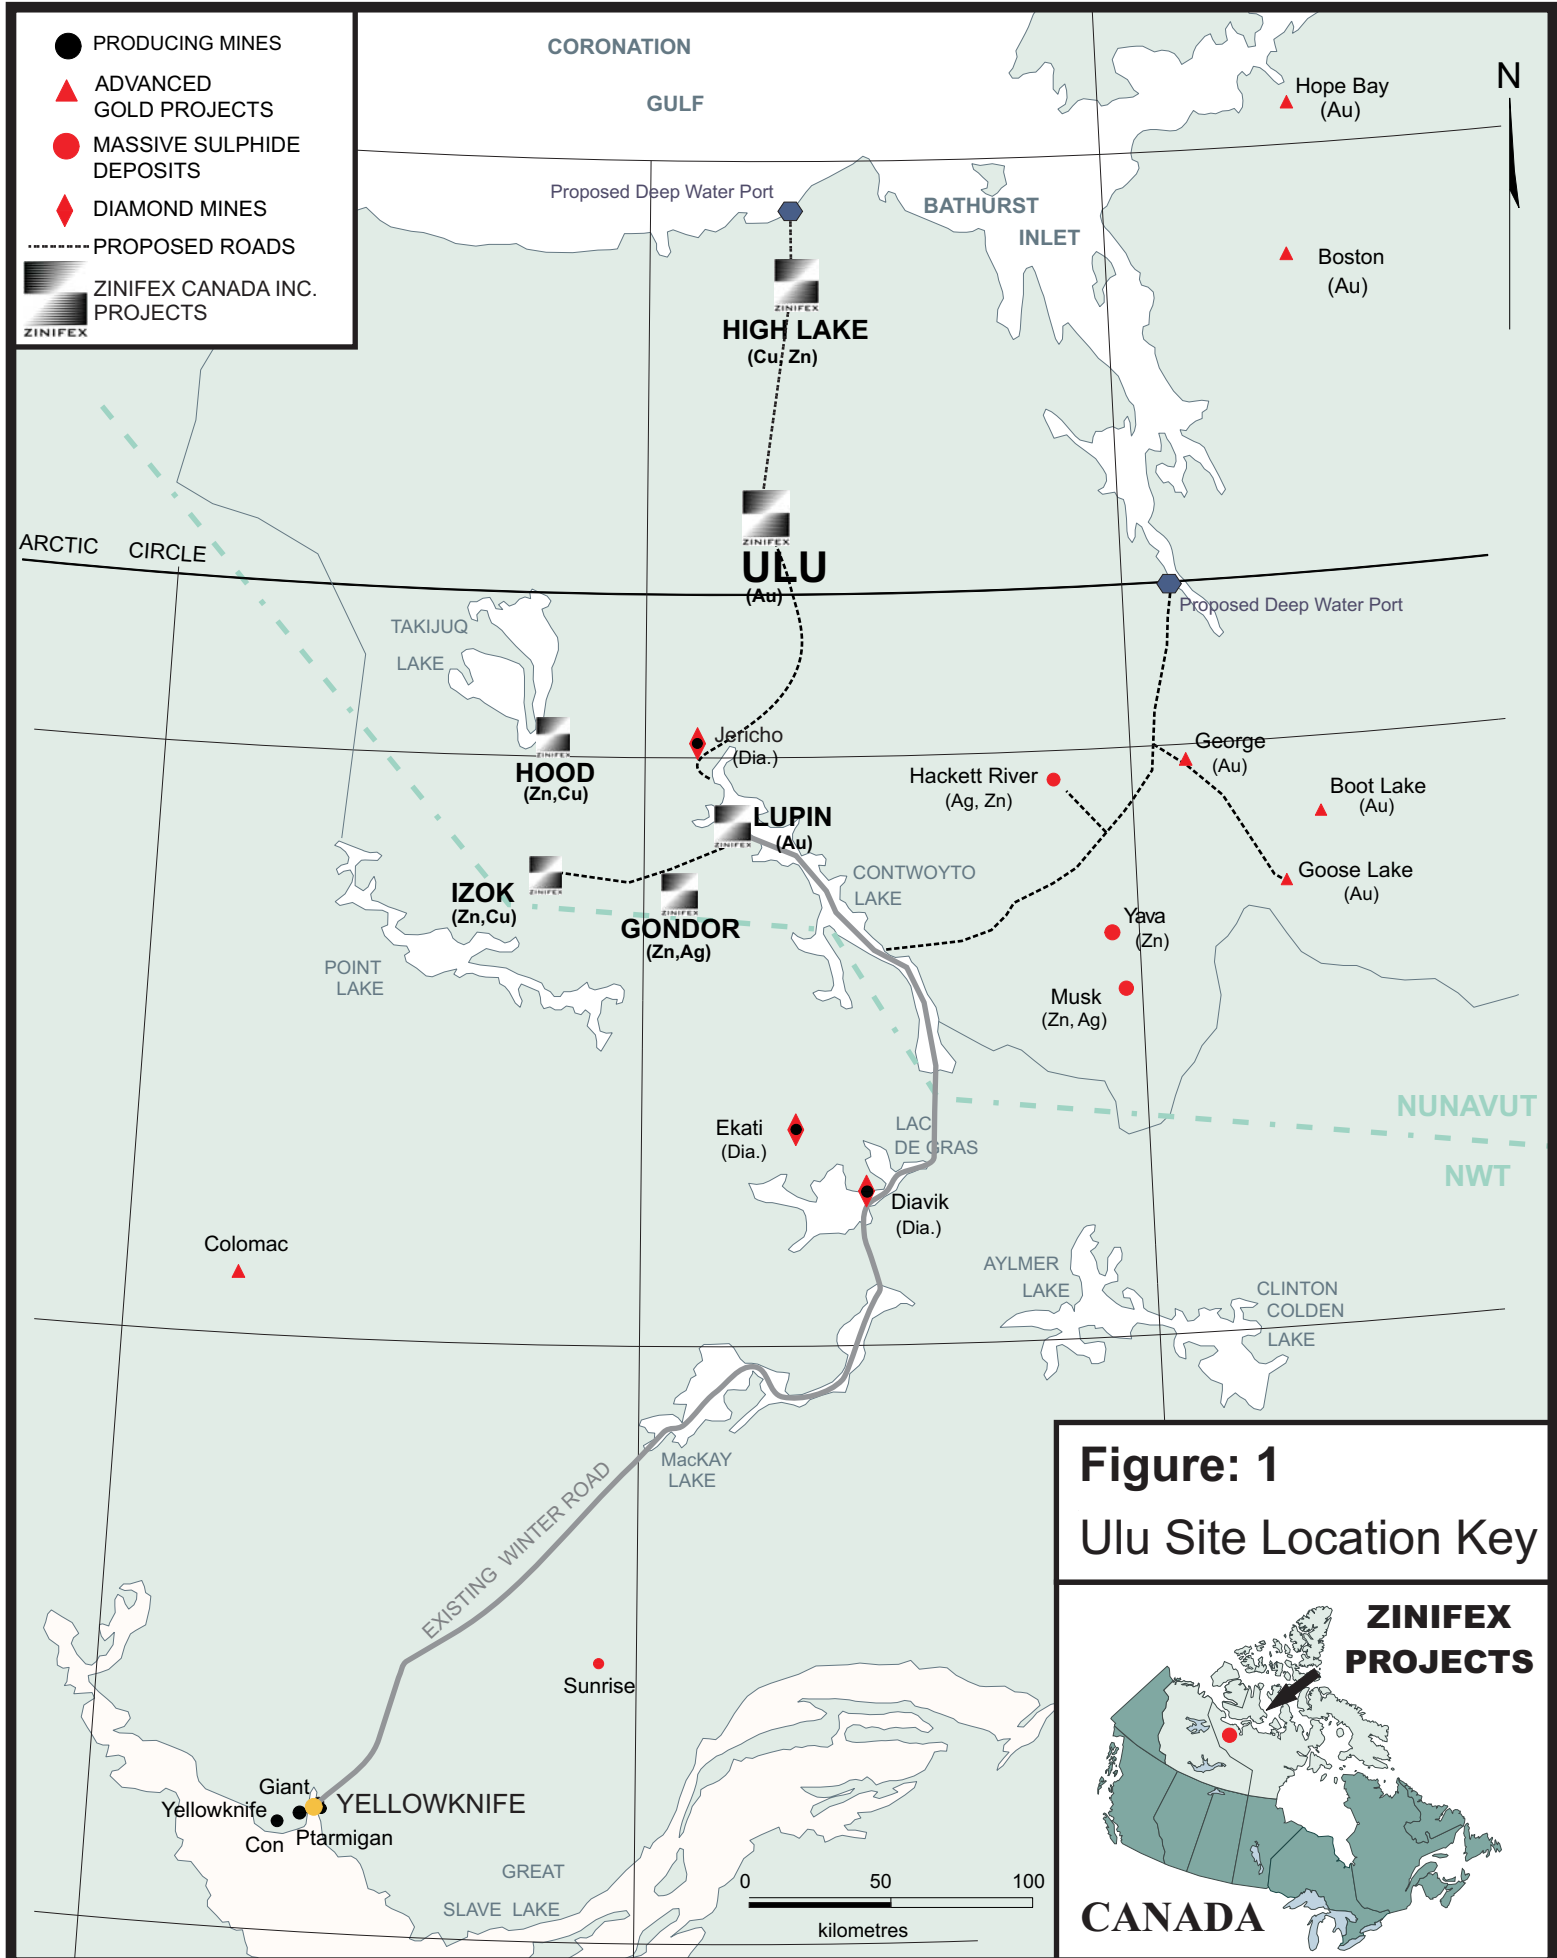 PRODUCING MINES
ADVANCED
GOLD PROJECTS
MASSIVE SULPHIDE
DEPOSITS
DIAMOND MINES
PROPOSED ROADS
ZINIFEX CANADA INC.
PROJECTS
ZINIFEX
CORONATION
GULF
N
Hope Bay
(Au)
Proposed Deep Water Port
BATHURST
INLET
Boston
(Au)
ZINIFEX
HIGH LAKE
(Cu, Zn)
ZINIFEX
ULU
(Au)
ARCTIC CIRCLE
Proposed Deep Water Port
TAKIJUQ
LAKE
ZINIFEX
HOOD
(Zn,Cu)
Jericho
(Dia.)
George
(Au)
Hackett River
(Ag, Zn)
Boot Lake
(Au)
LUPIN
(Au)
ZINIFEX
Goose Lake
(Au)
CONTWOYTO
LAKE
ZINIFEX
IZOK
(Zn,Cu)
ZINIFEX
GONDOR
(Zn,Ag)
Yava
(Zn)
POINT
LAKE
Musk
(Zn, Ag)
NUNAVUT
NWT
Ekati
(Dia.)
LAC
DE GRAS
Diavik
(Dia.)
Colomac
AYLMER
LAKE
CLINTON
COLDEN
LAKE
MacKAY
LAKE
EXISTING WINTER ROAD
Sunrise
Giant
Yellowknife
YELLOWKNIFE
Con
Ptarmigan
GREAT
SLAVE LAKE
0 50 100
kilometres
Figure: 1
Ulu Site Location Key
ZINIFEX
PROJECTS
CANADA